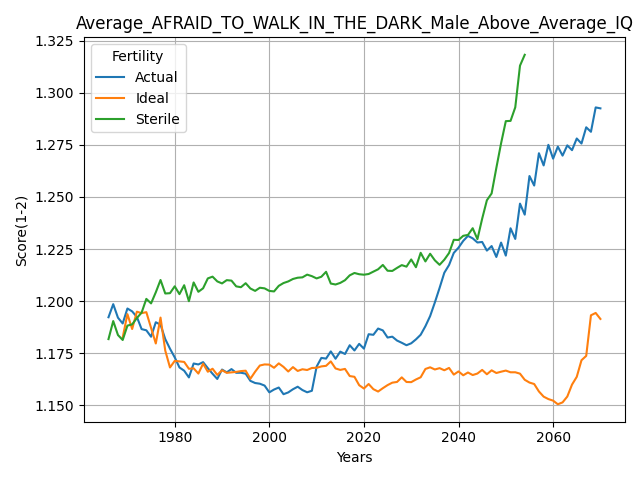 Average_AFRAID_TO_WALK_IN_THE_DARK_Male_Above_Average_IQ
1.325
1.300
1.275
1.250
1.225
1.200
1.175
1.150
Score(1-2)
Fertility
Actual
Ideal
Sterile
1980
2000
2020
2040
2060
Years